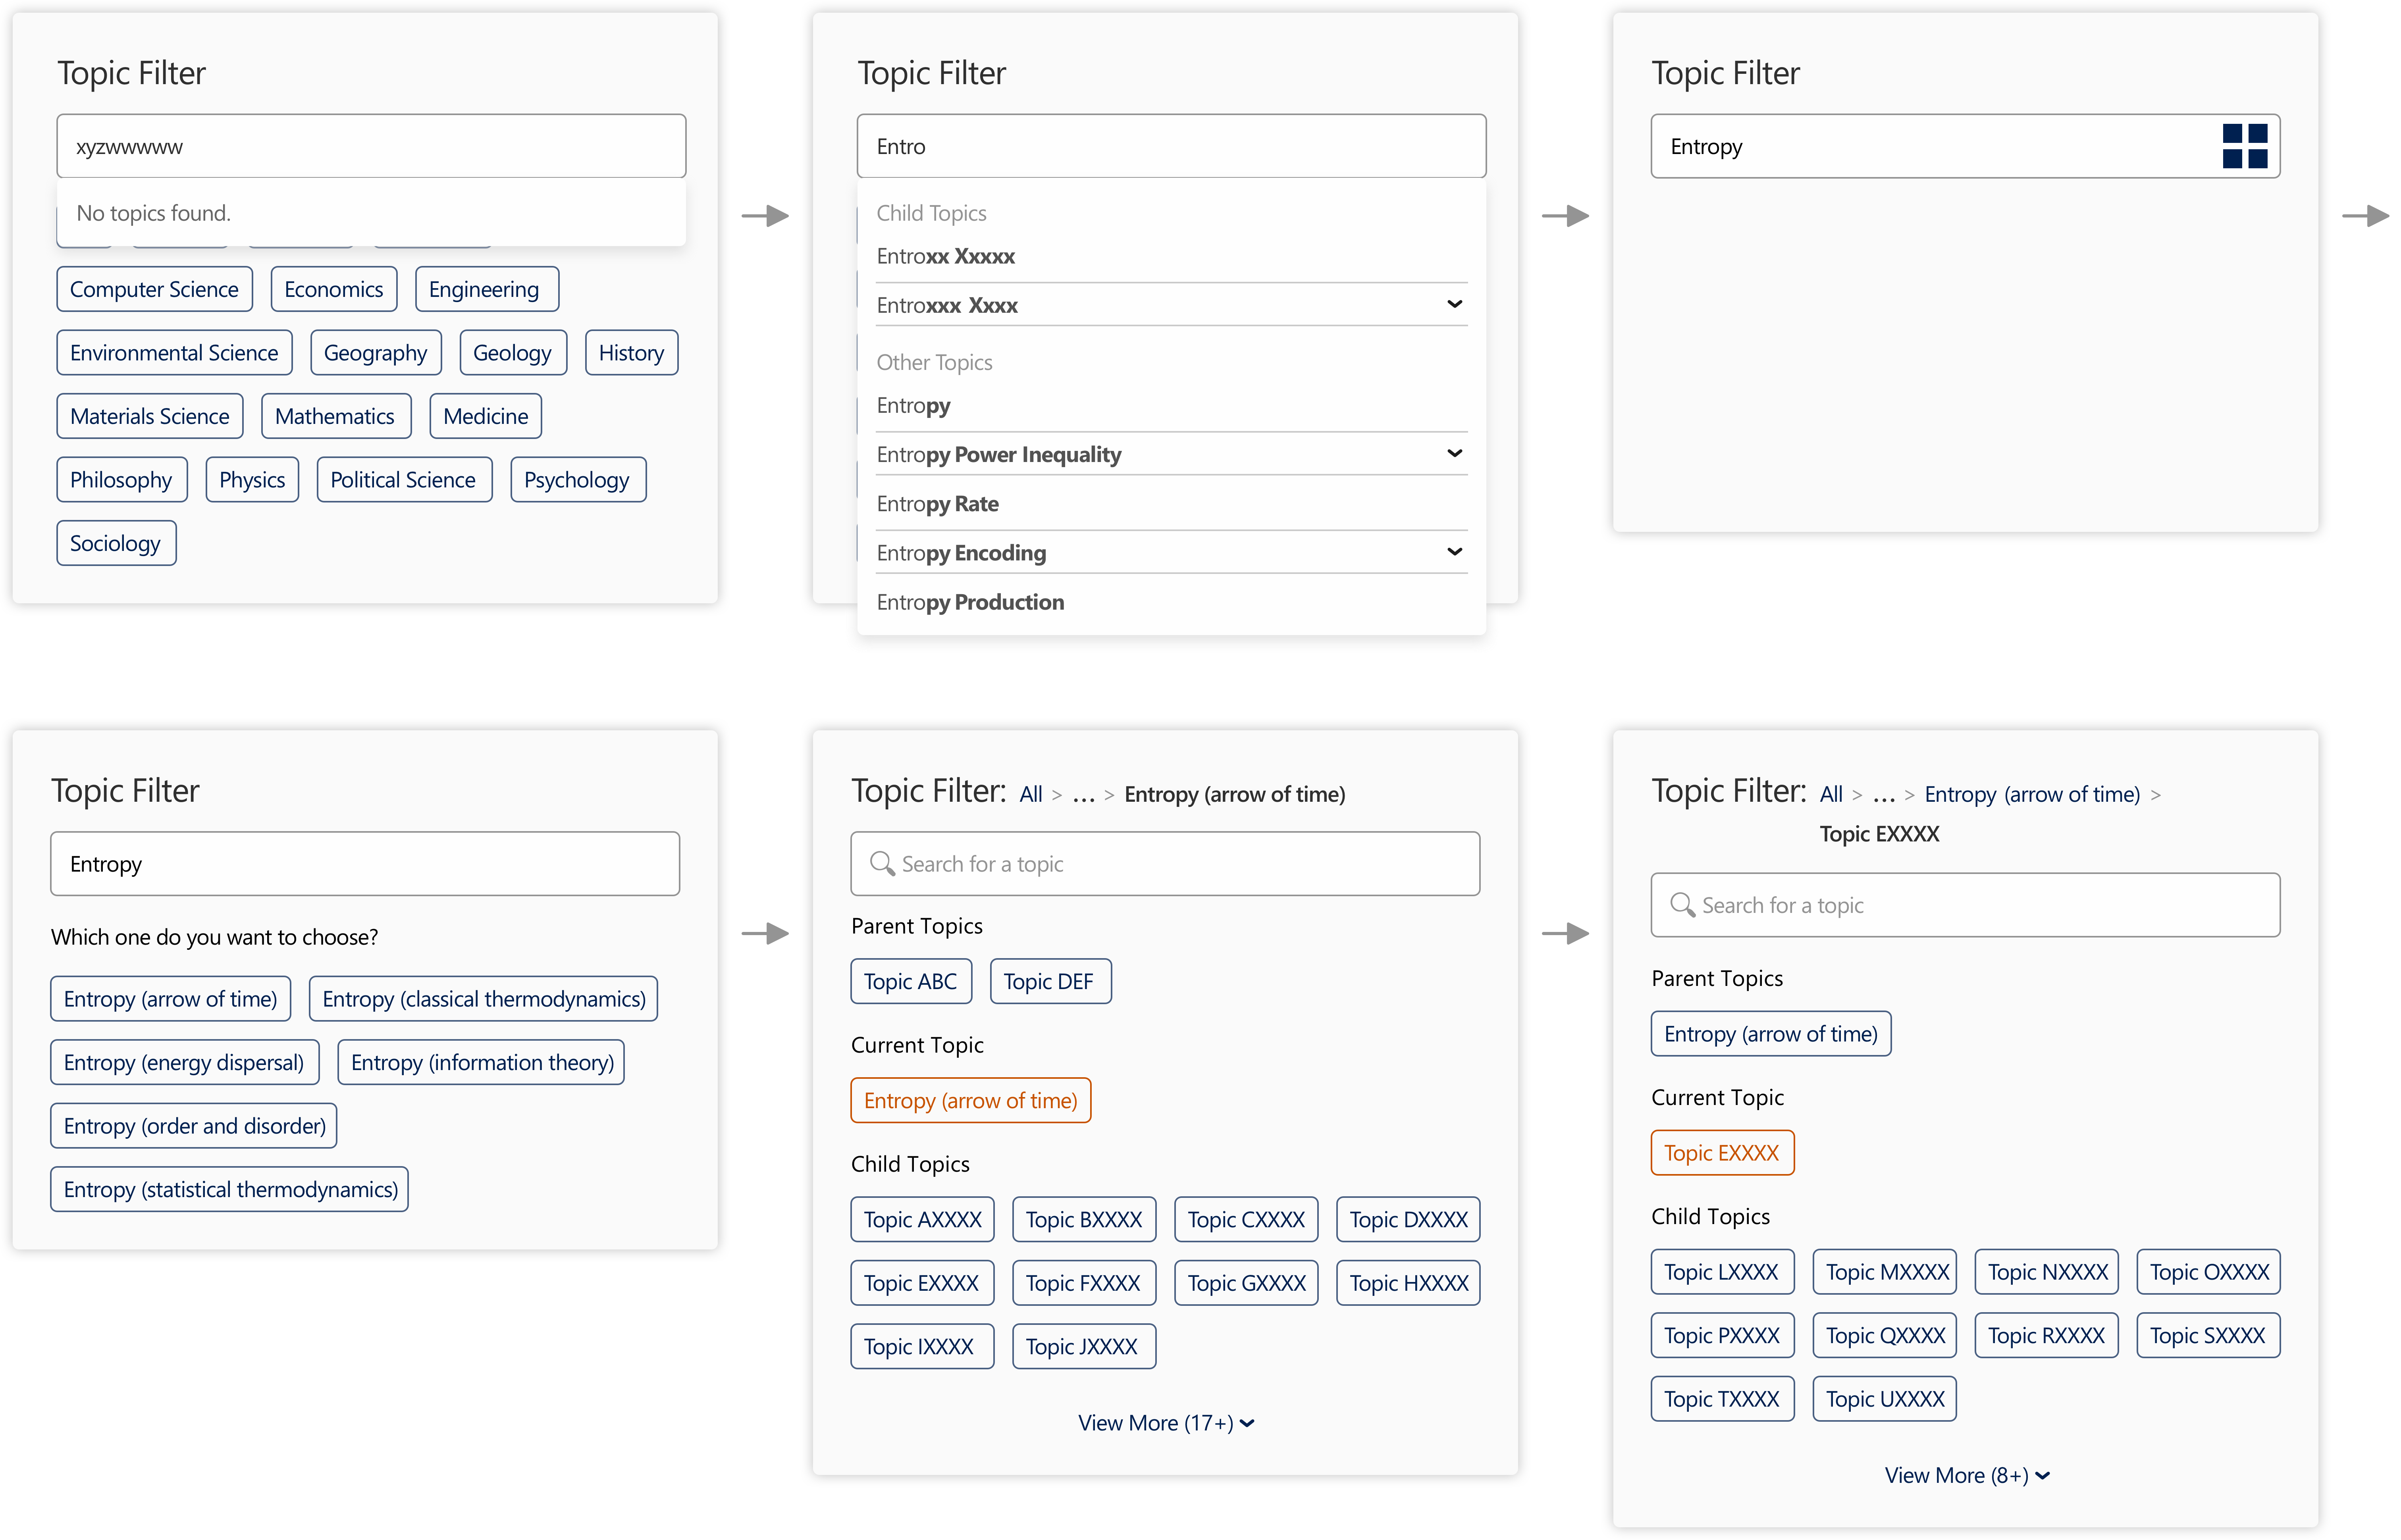 Topic Filter
xyzwwwww
No topics found.
Computer Science Economics Engineering
Environmental Science Geography Geology History
Materials Science Mathematics Medicine
Philosophy Physics Political Science Psychology
Sociology
Topic Filter
Entro
Child Topics
Entroxx Xxxxx
Entroxxx Xxxx
Other Topics
Entropy
Entropy Power Inequality
Entropy Rate
Entropy Encoding
Entropy Production
Topic Filter
Entropy
Topic Filter
Entropy
Which one do you want to choose?
Entropy (arrow of time) Entropy (classical thermodynamics)
Entropy (energy dispersal) Entropy (information theory)
Entropy (order and disorder)
Entropy (statistical thermodynamics)
Topic Filter: All > ... > Entropy (arrow of time)
Search for a topic
Parent Topics
Topic ABC Topic DEF
Current Topic
Entropy (arrow of time)
Child Topics
Topic AXXXX Topic BXXXX Topic CXXXX Topic DXXXX
Topic EXXXX Topic FXXXX Topic GXXXX Topic HXXXX
Topic IXXXX Topic JXXXX
View More (17+)
Topic Filter: All > ... > Entropy (arrow of time) >
Topic EXXXX
Search for a topic
Parent Topics
Entropy (arrow of time)
Current Topic
Topic EXXXX
Child Topics
Topic LXXXX Topic MXXXX Topic NXXXX Topic OXXXX
Topic PXXXX Topic QXXXX Topic RXXXX Topic SXXXX
Topic TXXXX Topic UXXXX
View More (8+)